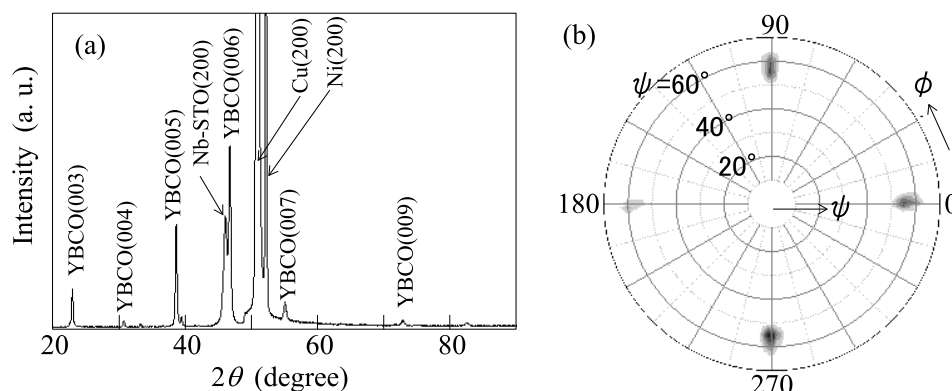 (a)
Intensity (a. u.)
YBCO(003)
YBCO(004)
YBCO(005)
Nb-STO(200)
YBCO(006)
Cu(200)
Ni(200)
YBCO(007)
YBCO(009)
20 40 60 80
2θ (degree)
(b)
90
ψ=60°
40°
20°
ϕ
180
ψ
0
270